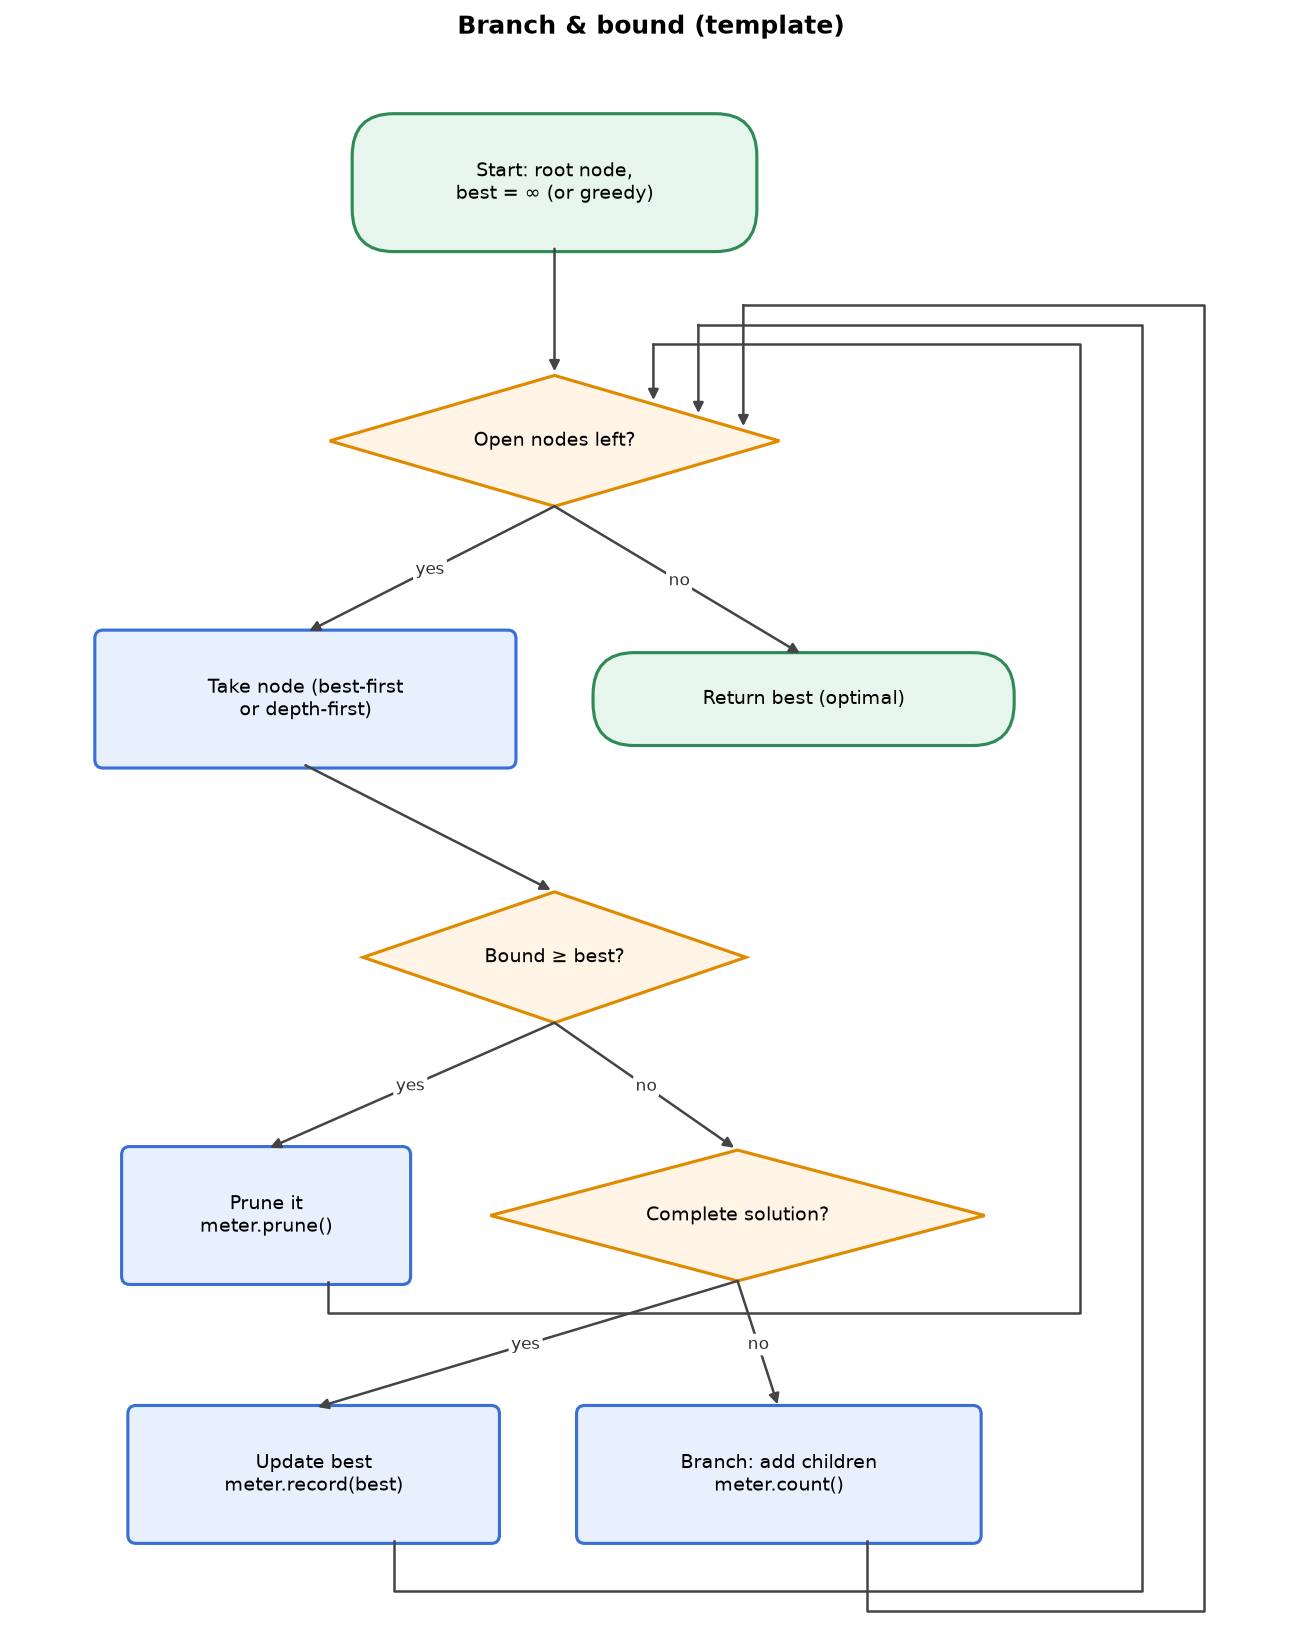 Branch & bound (template)
Start: root node,
best = ∞ (or greedy)
Open nodes left?
yes
no
Take node (best-first
or depth-first)
Return best (optimal)
Bound ≥ best?
yes
no
Prune it
meter.prune()
Complete solution?
yes
no
Update best
meter.record(best)
Branch: add children
meter.count()